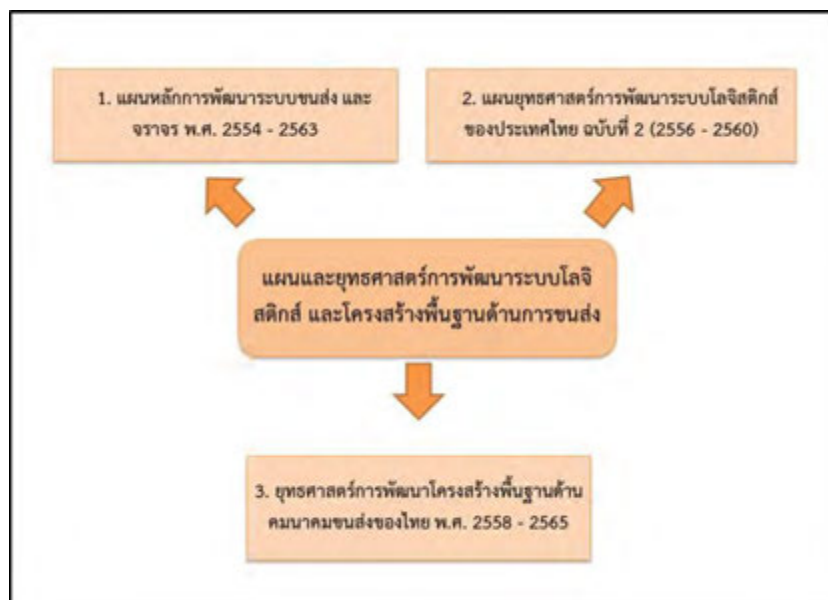 1. แผนหลักการพัฒนาระบบขนส่ง และ
จราจร พ.ศ. 2554 - 2563
2. แผนยุทธศาสตร์การพัฒนาระบบโลจิสติกส์
ของประเทศไทย ฉบับที่ 2 (2556 - 2560)
แผนและยุทธศาสตร์การพัฒนาระบบโลจิ
สติกส์ และโครงสร้างพื้นฐานด้านการขนส่ง
3. ยุทธศาสตร์การพัฒนาโครงสร้างพื้นฐานด้าน
คมนาคมขนส่งของไทย พ.ศ. 2558 - 2565